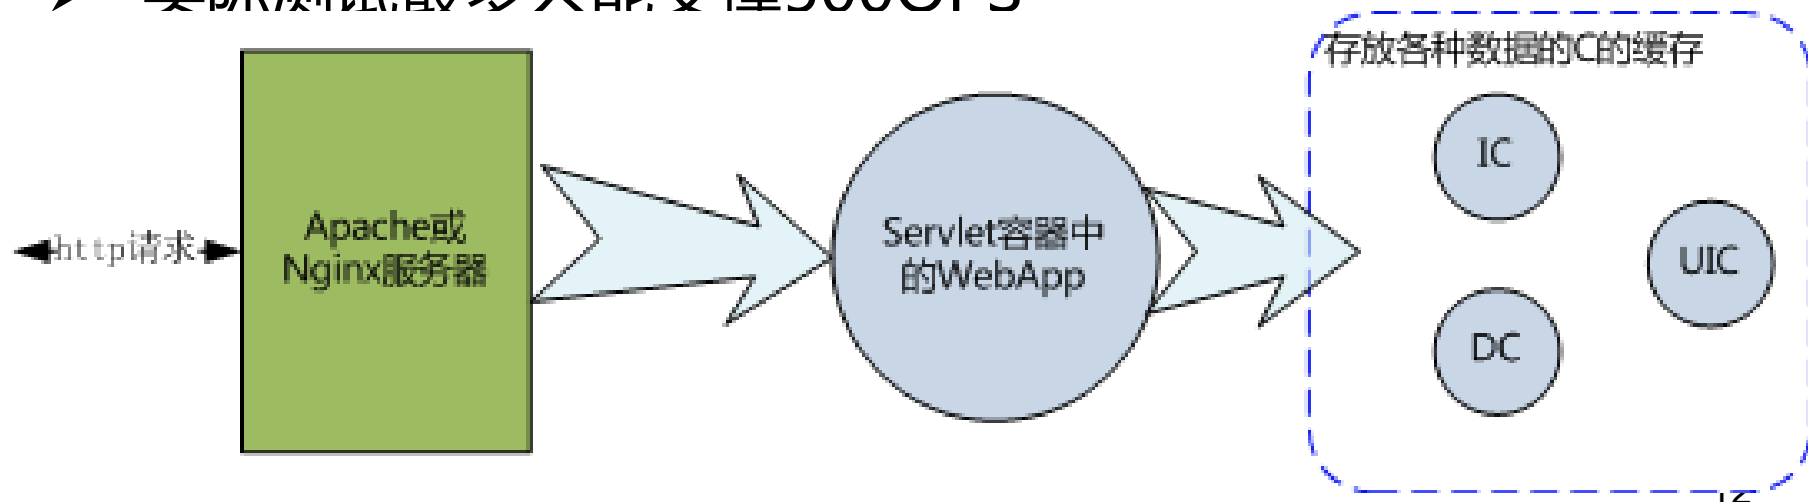 存放各种数据的C的缓存
IC
http请求
Apache或
Nginx服务器
Servlet容器中
的WebApp
UIC
DC